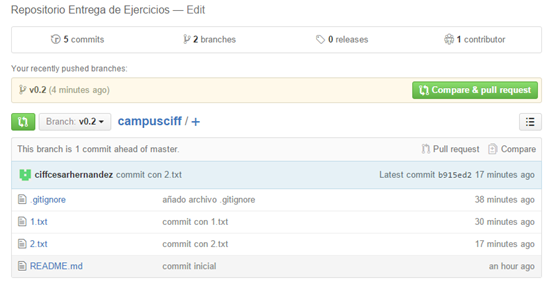 Repositorio Entrega de Ejercicios — Edit
5 commits 2 branches 0 releases 1 contributor
Your recently pushed branches:
v0.2 (4 minutes ago) Compare & pull request
Branch: v0.2 campusciff / +
This branch is 1 commit ahead of master. Pull request Compare
ciffcesarhernandez commit con 2.txt Latest commit b915ed2 17 minutes ago
.gitignore añado archivo .gitignore 38 minutes ago
1.txt commit con 1.txt 30 minutes ago
2.txt commit con 2.txt 17 minutes ago
README.md commit inicial an hour ago